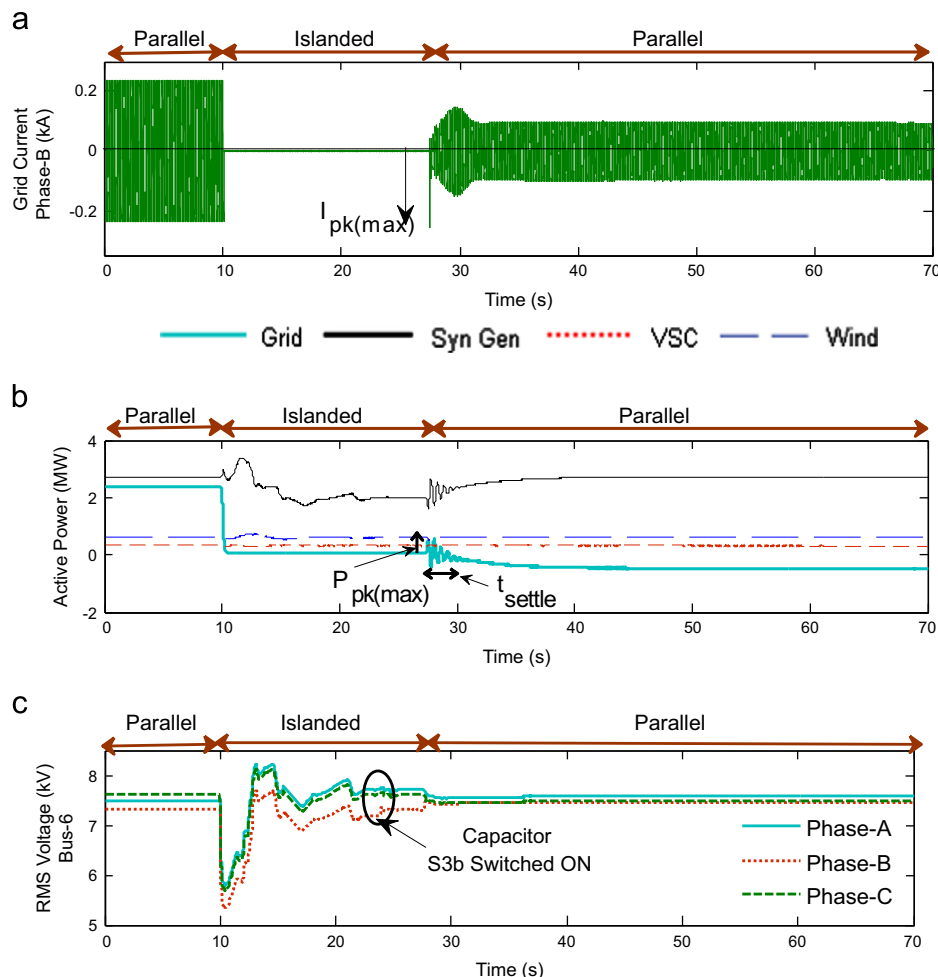 a
Parallel Islanded Parallel
Grid Current
Phase-B (kA)
0.2
0
-0.2
I pk(max)
0 10 20 30 40 50 60 70
Time (s)
Grid Syn Gen VSC Wind
b
Parallel Islanded Parallel
Active Power (MW)
4
2
0
-2
P pk(max)
t settle
0 10 20 30 40 50 60 70
Time (s)
c
Parallel Islanded Parallel
RMS Voltage (kV)
Bus-6
8
7
6
5
Capacitor
S3b Switched ON
Phase-A
Phase-B
Phase-C
0 10 20 30 40 50 60 70
Time (s)